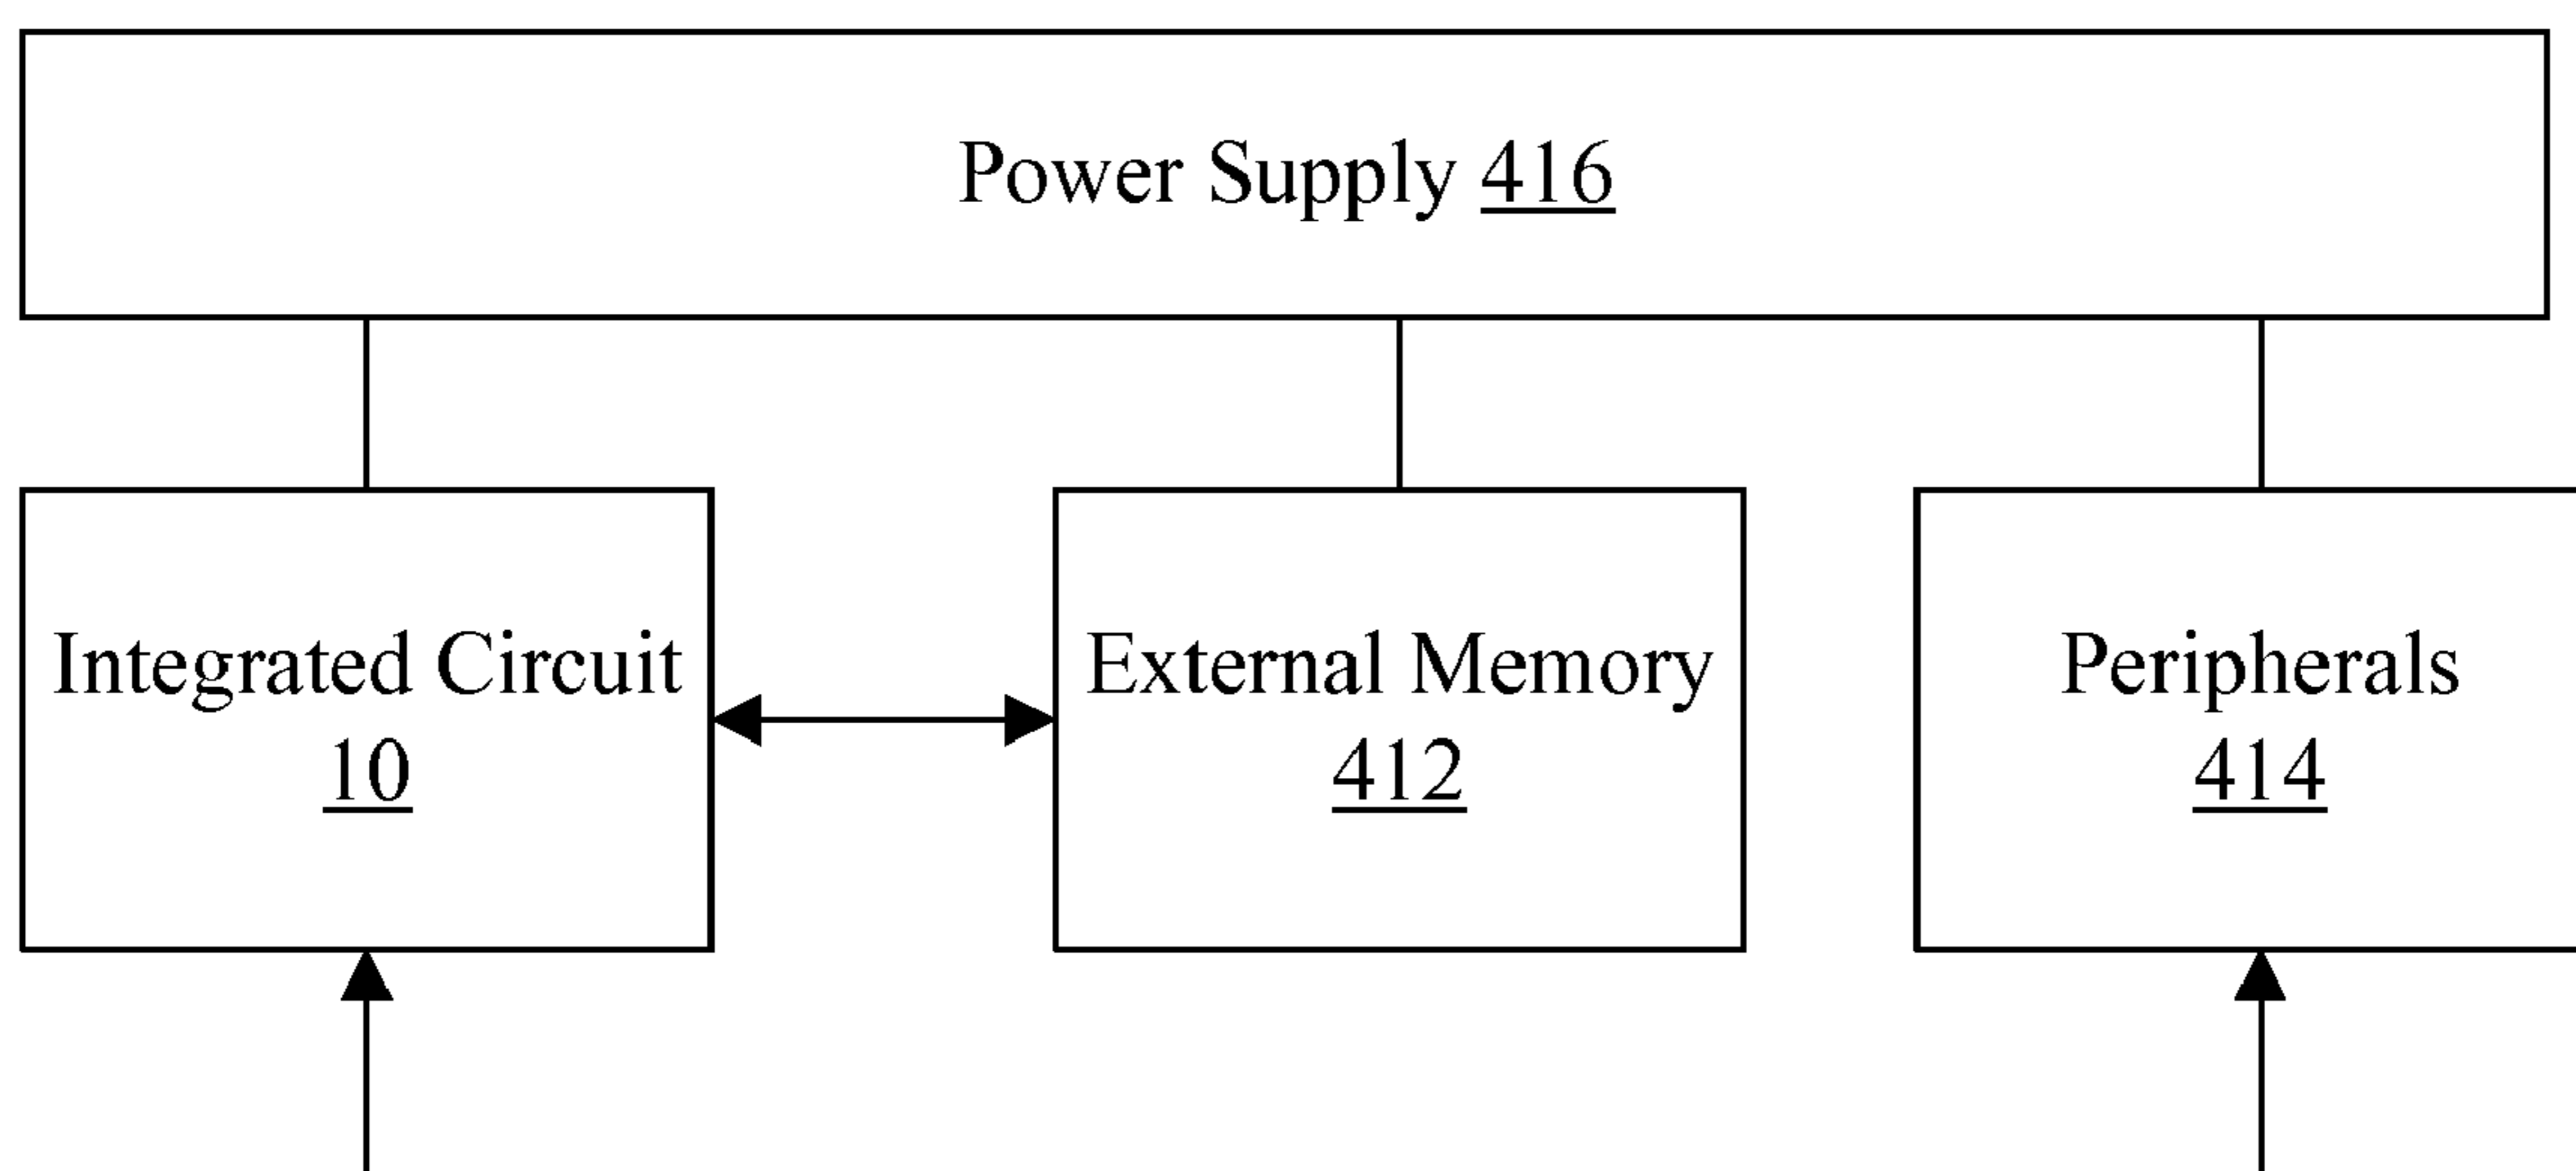 Power Supply 416
Integrated Circuit
10
External Memory
412
Peripherals
414